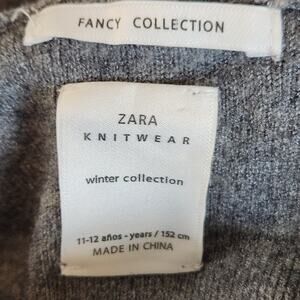 FANCY COLLECTION
ZARA
KNITWEAR
winter collection
11-12 años - years / 152 cm
MADE IN CHINA